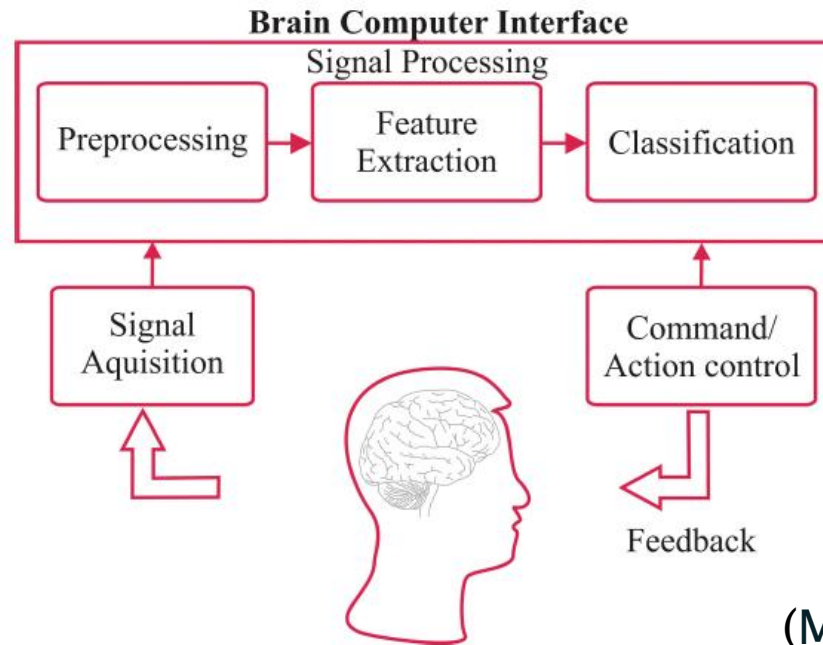 Brain Computer Interface
Signal Processing
Preprocessing
Feature
Extraction
Classification
Signal
Aquisition
Command/
Action control
Feedback
(M